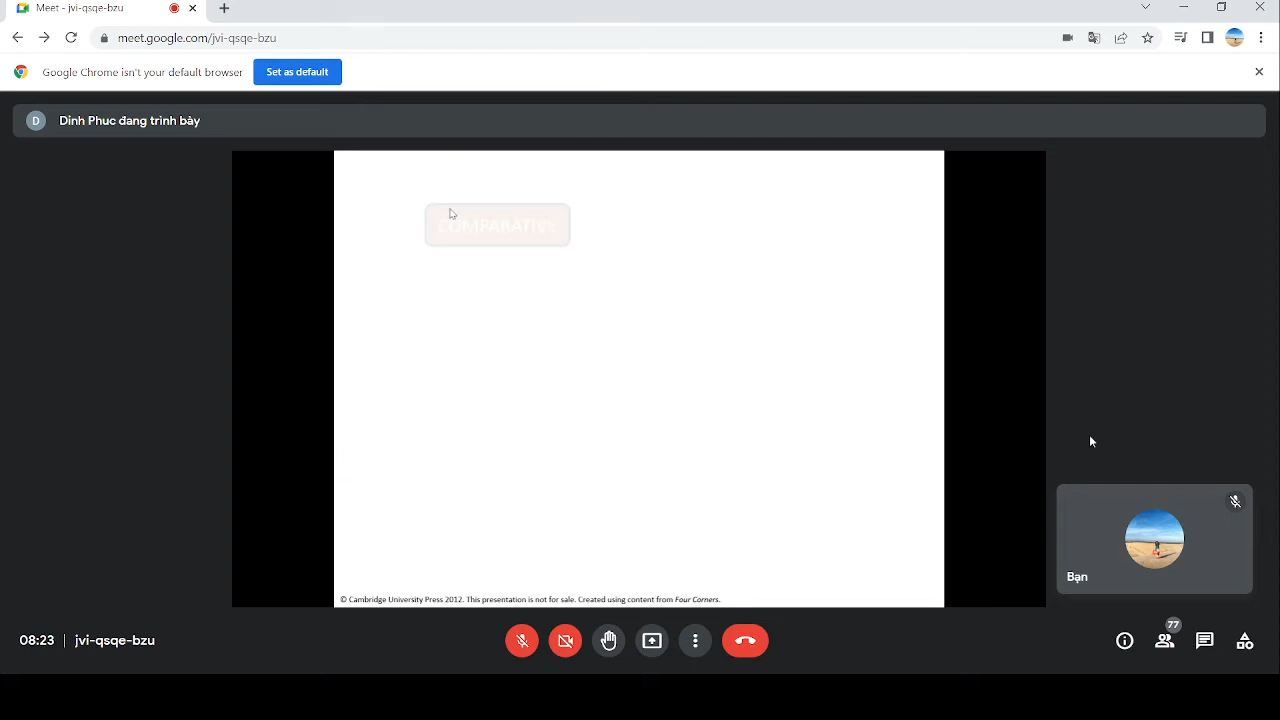 Meet - jvi-qsqe-bzu
meet.google.com/jvi-qsqe-bzu
Google Chrome isn't your default browser
Set as default
D
Dinh Phuc đang trình bày
COMPARATIVE
© Cambridge University Press 2012. This presentation is not for sale. Created using content from Four Corners.
Bạn
08:23 | jvi-qsqe-bzu
77